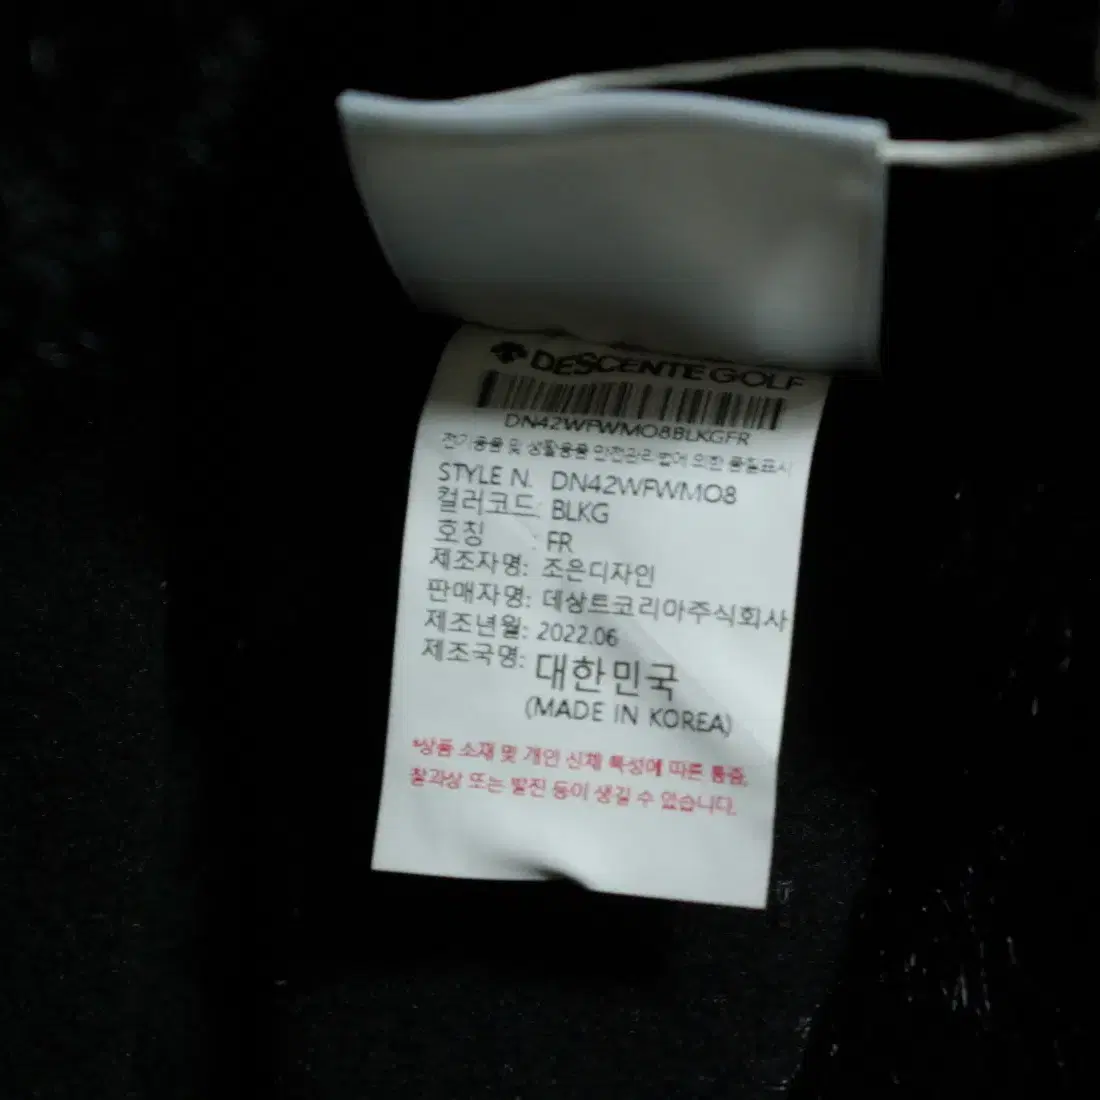 DESCENTE GOLF
DN42WFWM08BLKGFR
전기용품 및 생활용품 안전관리법에 의한 품질표시
STYLE N. DN42WFWM08
컬러코드: BLKG
호칭 : FR
제조자명: 조은디자인
판매자명: 데상트코리아주식회사
제조년월: 2022.06
제조국명: 대한민국
(MADE IN KOREA)
*상품 소재 및 개인 신체 특성에 따른 통증,
찰과상 또는 발진 등이 생길 수 있습니다.